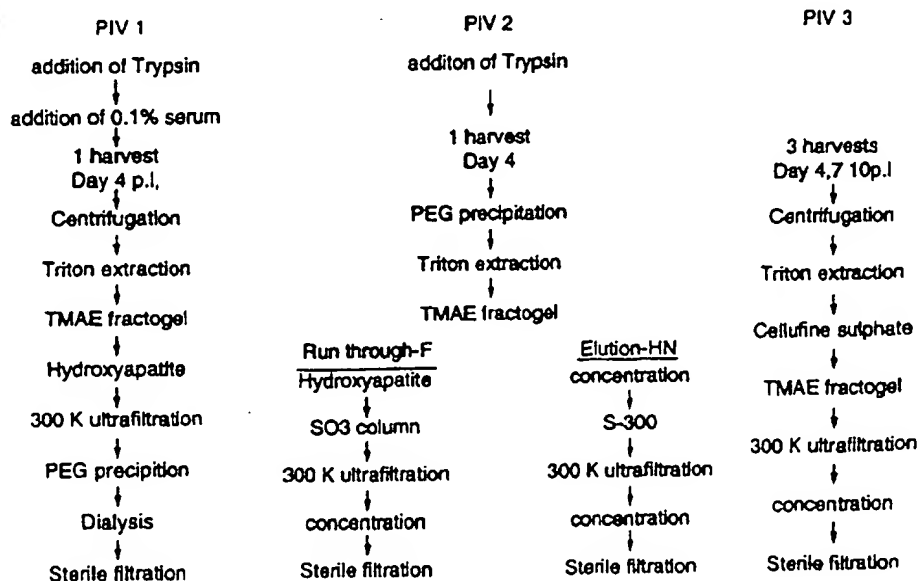 PIV 1
addition of Trypsin
addition of 0.1% serum
1 harvest
Day 4 p.I,
Centrifugation
Triton extraction
TMAE fractogel
Hydroxyapatite
300 K ultrafiltration
PEG precipition
Dialysis
Sterile filtration
PIV 2
additon of Trypsin
1 harvest
Day 4
PEG precipitation
Triton extraction
TMAE fractogel
Run through-F
Hydroxyapatite
SO3 column
300 K ultrafiltration
concentration
Sterile filtration
Elution-HN
concentration
S-300
300 K ultrafiltration
concentration
Sterile filtration
PIV 3
3 harvests
Day 4,7 10p.I
Centrifugation
Triton extraction
Cellufine sulphate
TMAE fractogel
300 K ultrafiltration
concentration
Sterile filtration